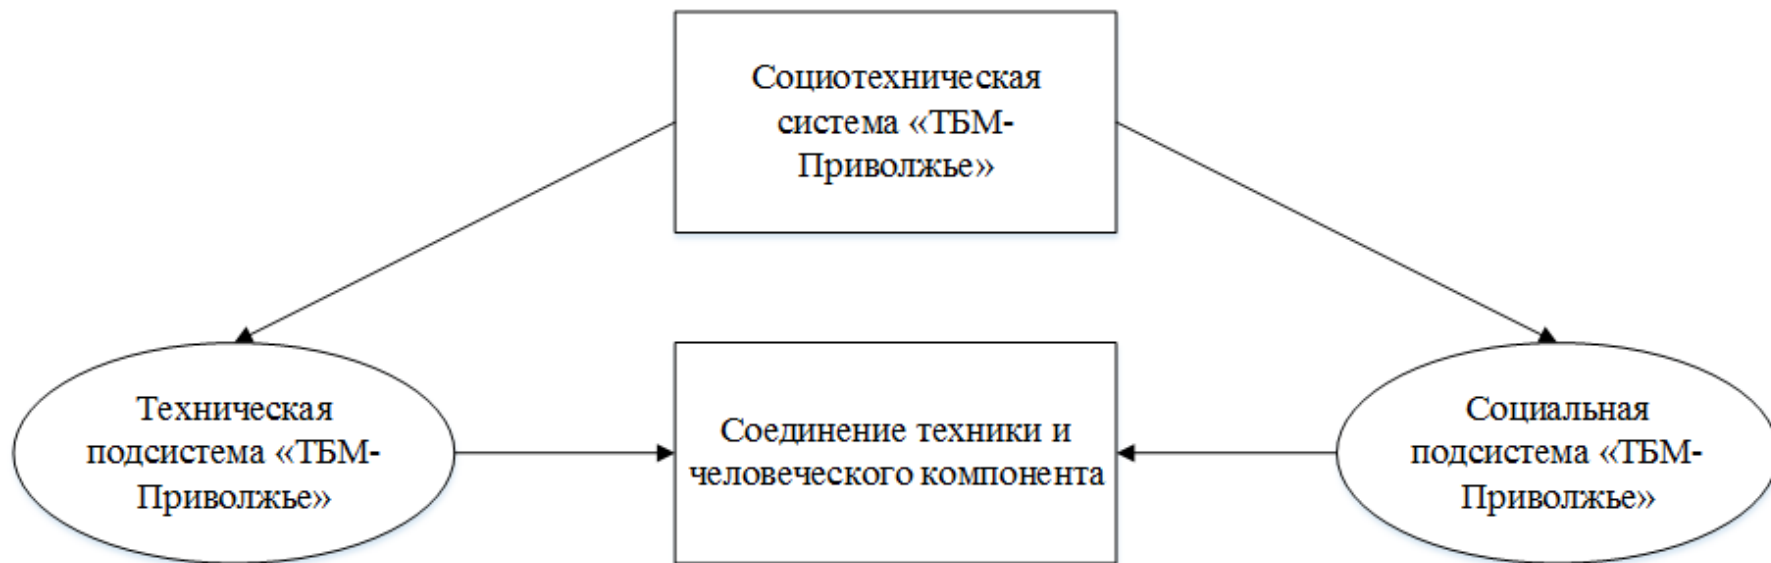 Социотехническая
система «ТБМ-
Приволжье»
Техническая
подсистема «ТБМ-
Приволжье»
Соединение техники и
человеческого компонента
Социальная
подсистема «ТБМ-
Приволжье»